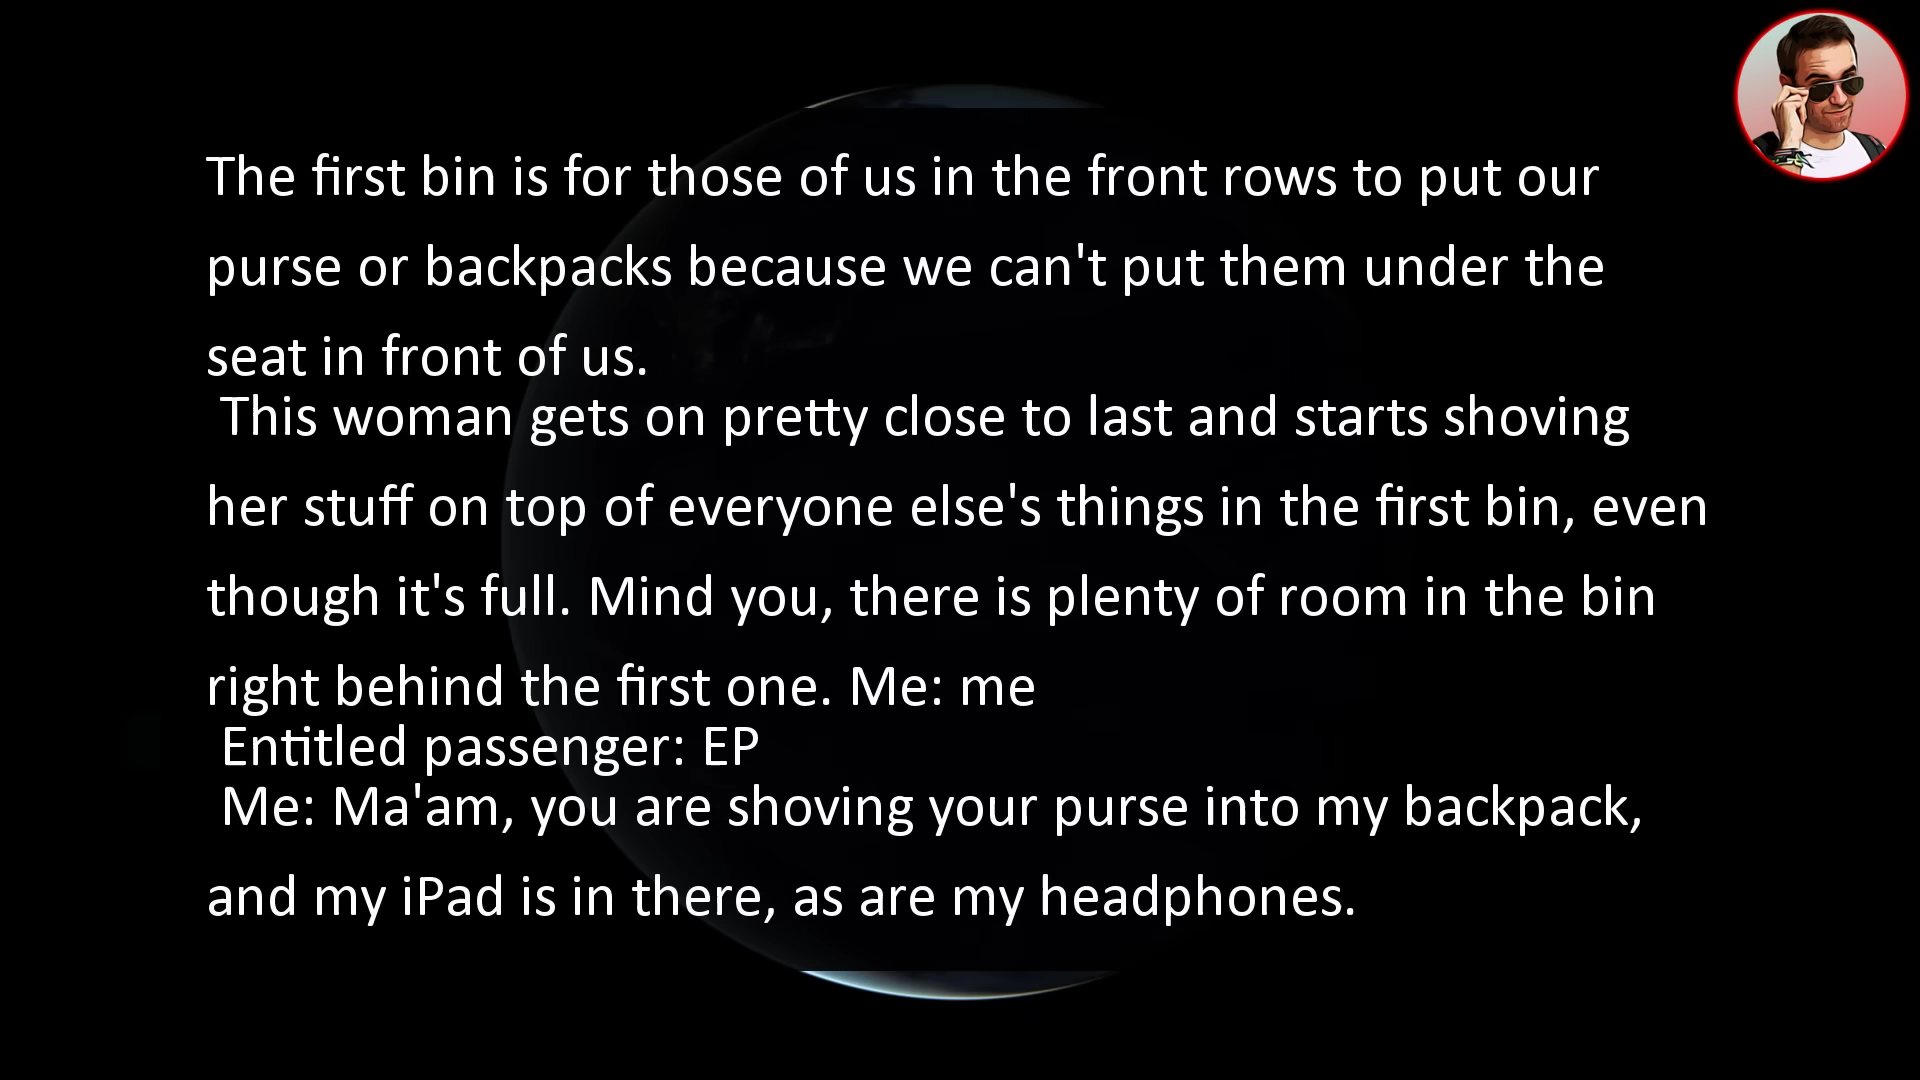 The first bin is for those of us in the front rows to put our
purse or backpacks because we can't put them under the
seat in front of us.
This woman gets on pretty close to last and starts shoving
her stuff on top of everyone else's things in the first bin, even
though it's full. Mind you, there is plenty of room in the bin
right behind the first one. Me: me
Entitled passenger: EP
Me: Ma'am, you are shoving your purse into my backpack,
and my iPad is in there, as are my headphones.